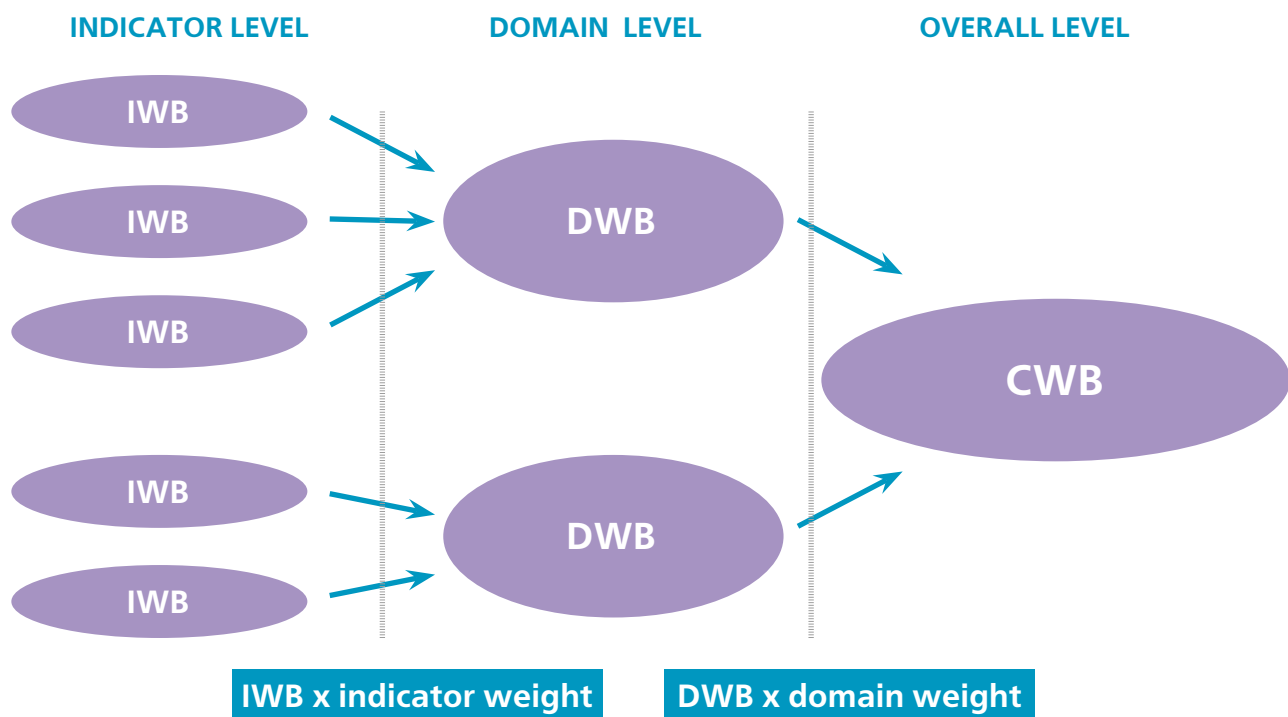 INDICATOR LEVEL
DOMAIN LEVEL
OVERALL LEVEL
IWB
IWB
IWB
IWB
IWB
DWB
DWB
CWB
IWB x indicator weight
DWB x domain weight